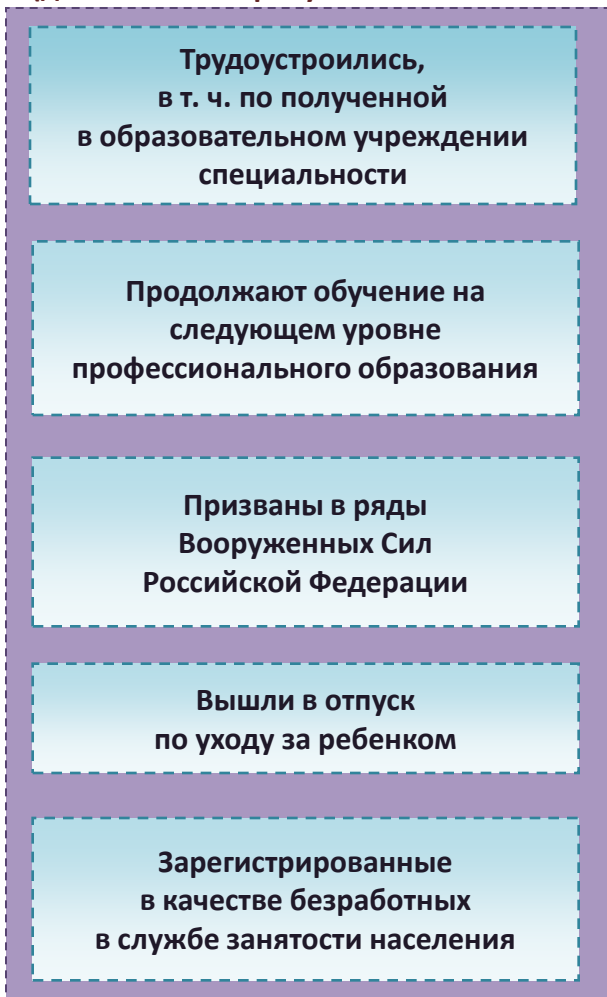 Трудоустроились,
в т. ч. по полученной
в образовательном учреждении
специальности
Продолжают обучение на
следующем уровне
профессионального образования
Призваны в ряды
Вооруженных Сил
Российской Федерации
Вышли в отпуск
по уходу за ребенком
Зарегистрированные
в качестве безработных
в службе занятости населения